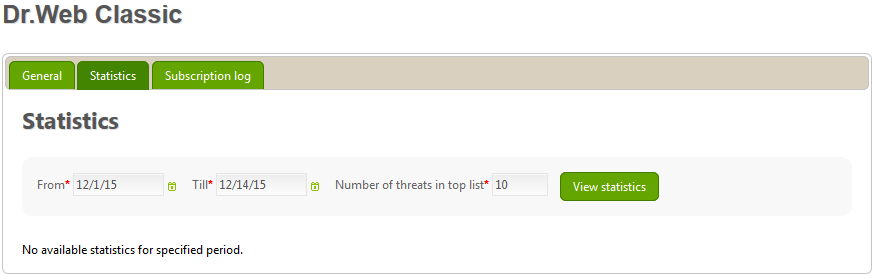 Dr.Web Classic
General Statistics Subscription log
Statistics
From* 12/1/15 Till* 12/14/15 Number of threats in top list* 10 View statistics
No available statistics for specified period.